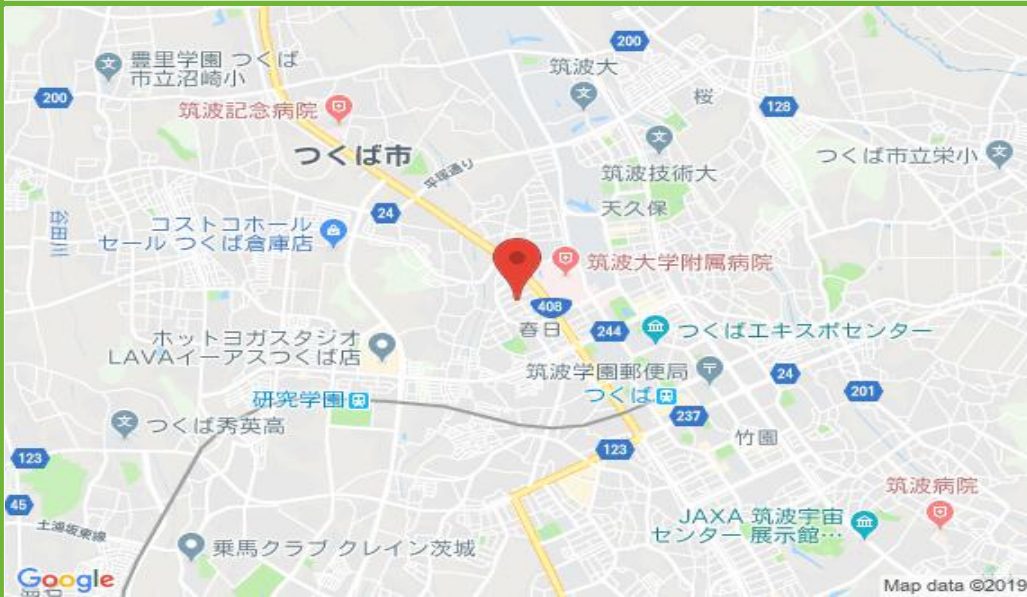 200
筑波大
豊里学園 つくば
市立沼崎小
200
桜
128
筑波記念病院
つくば市
つくば市立栄小
平塚通り
筑波技術大
24
天久保
谷田川
コストコホール
セール つくば倉庫店
筑波大学附属病院
408
春日
244
つくばエキスポセンター
ホットヨガスタジオ
LAVAイーアスつくば店
筑波学園郵便局
24
201
つくば
研究学園
237
つくば秀英高
竹園
123
123
筑波病院
45
土浦坂東線
JAXA 筑波宇宙
センター 展示館…
乗馬クラブ クレイン茨城
Google
Map data ©2019